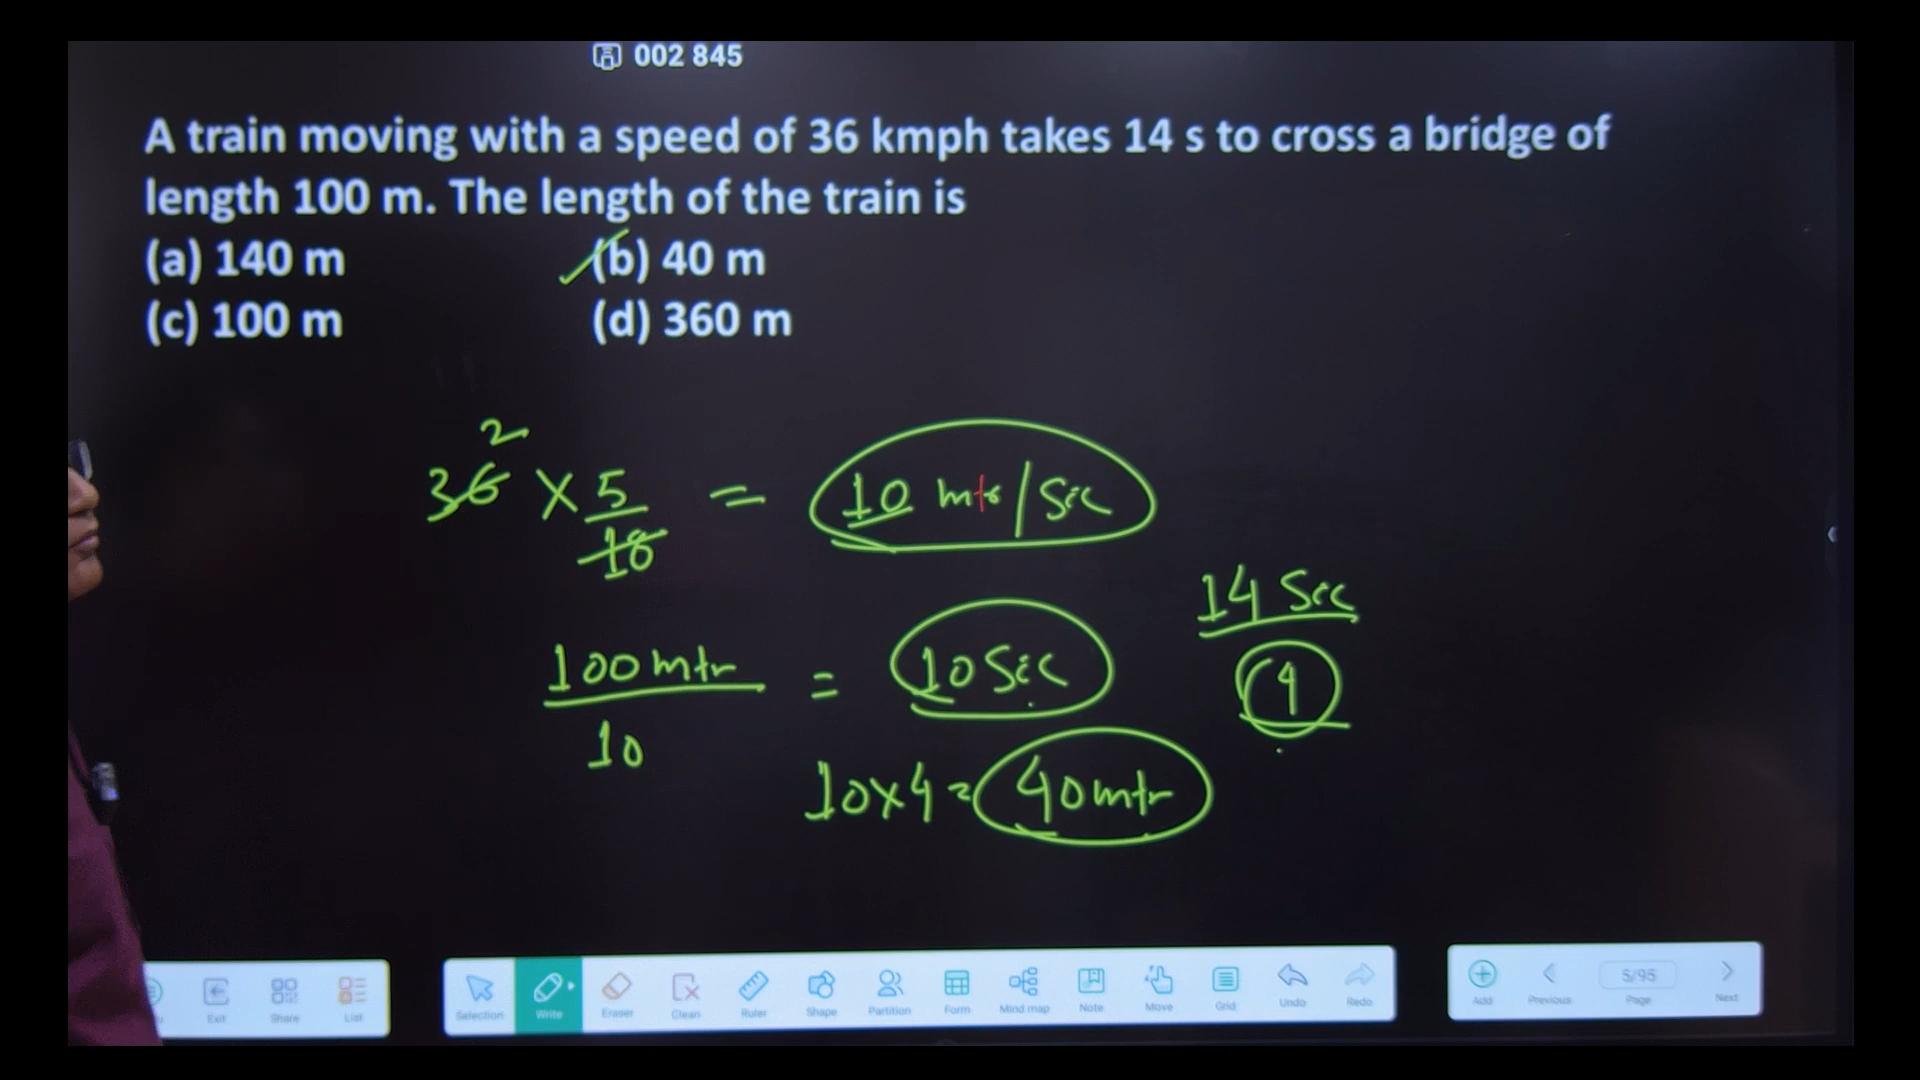 002 845
A train moving with a speed of 36 kmph takes 14 s to cross a bridge of
length 100 m. The length of the train is
(a) 140 m (b) 40 m
(c) 100 m (d) 360 m
2
36 × 5/18 = 10 mtr/Sec
14 Sec
100 mtr/10 = 10 Sec
4
10×4=40mtr
Exit Share List Selection Write Eraser Clean Ruler Shape Partition Form Mind map Note Move Grid Undo Redo Add Previous 5/95 Page Next